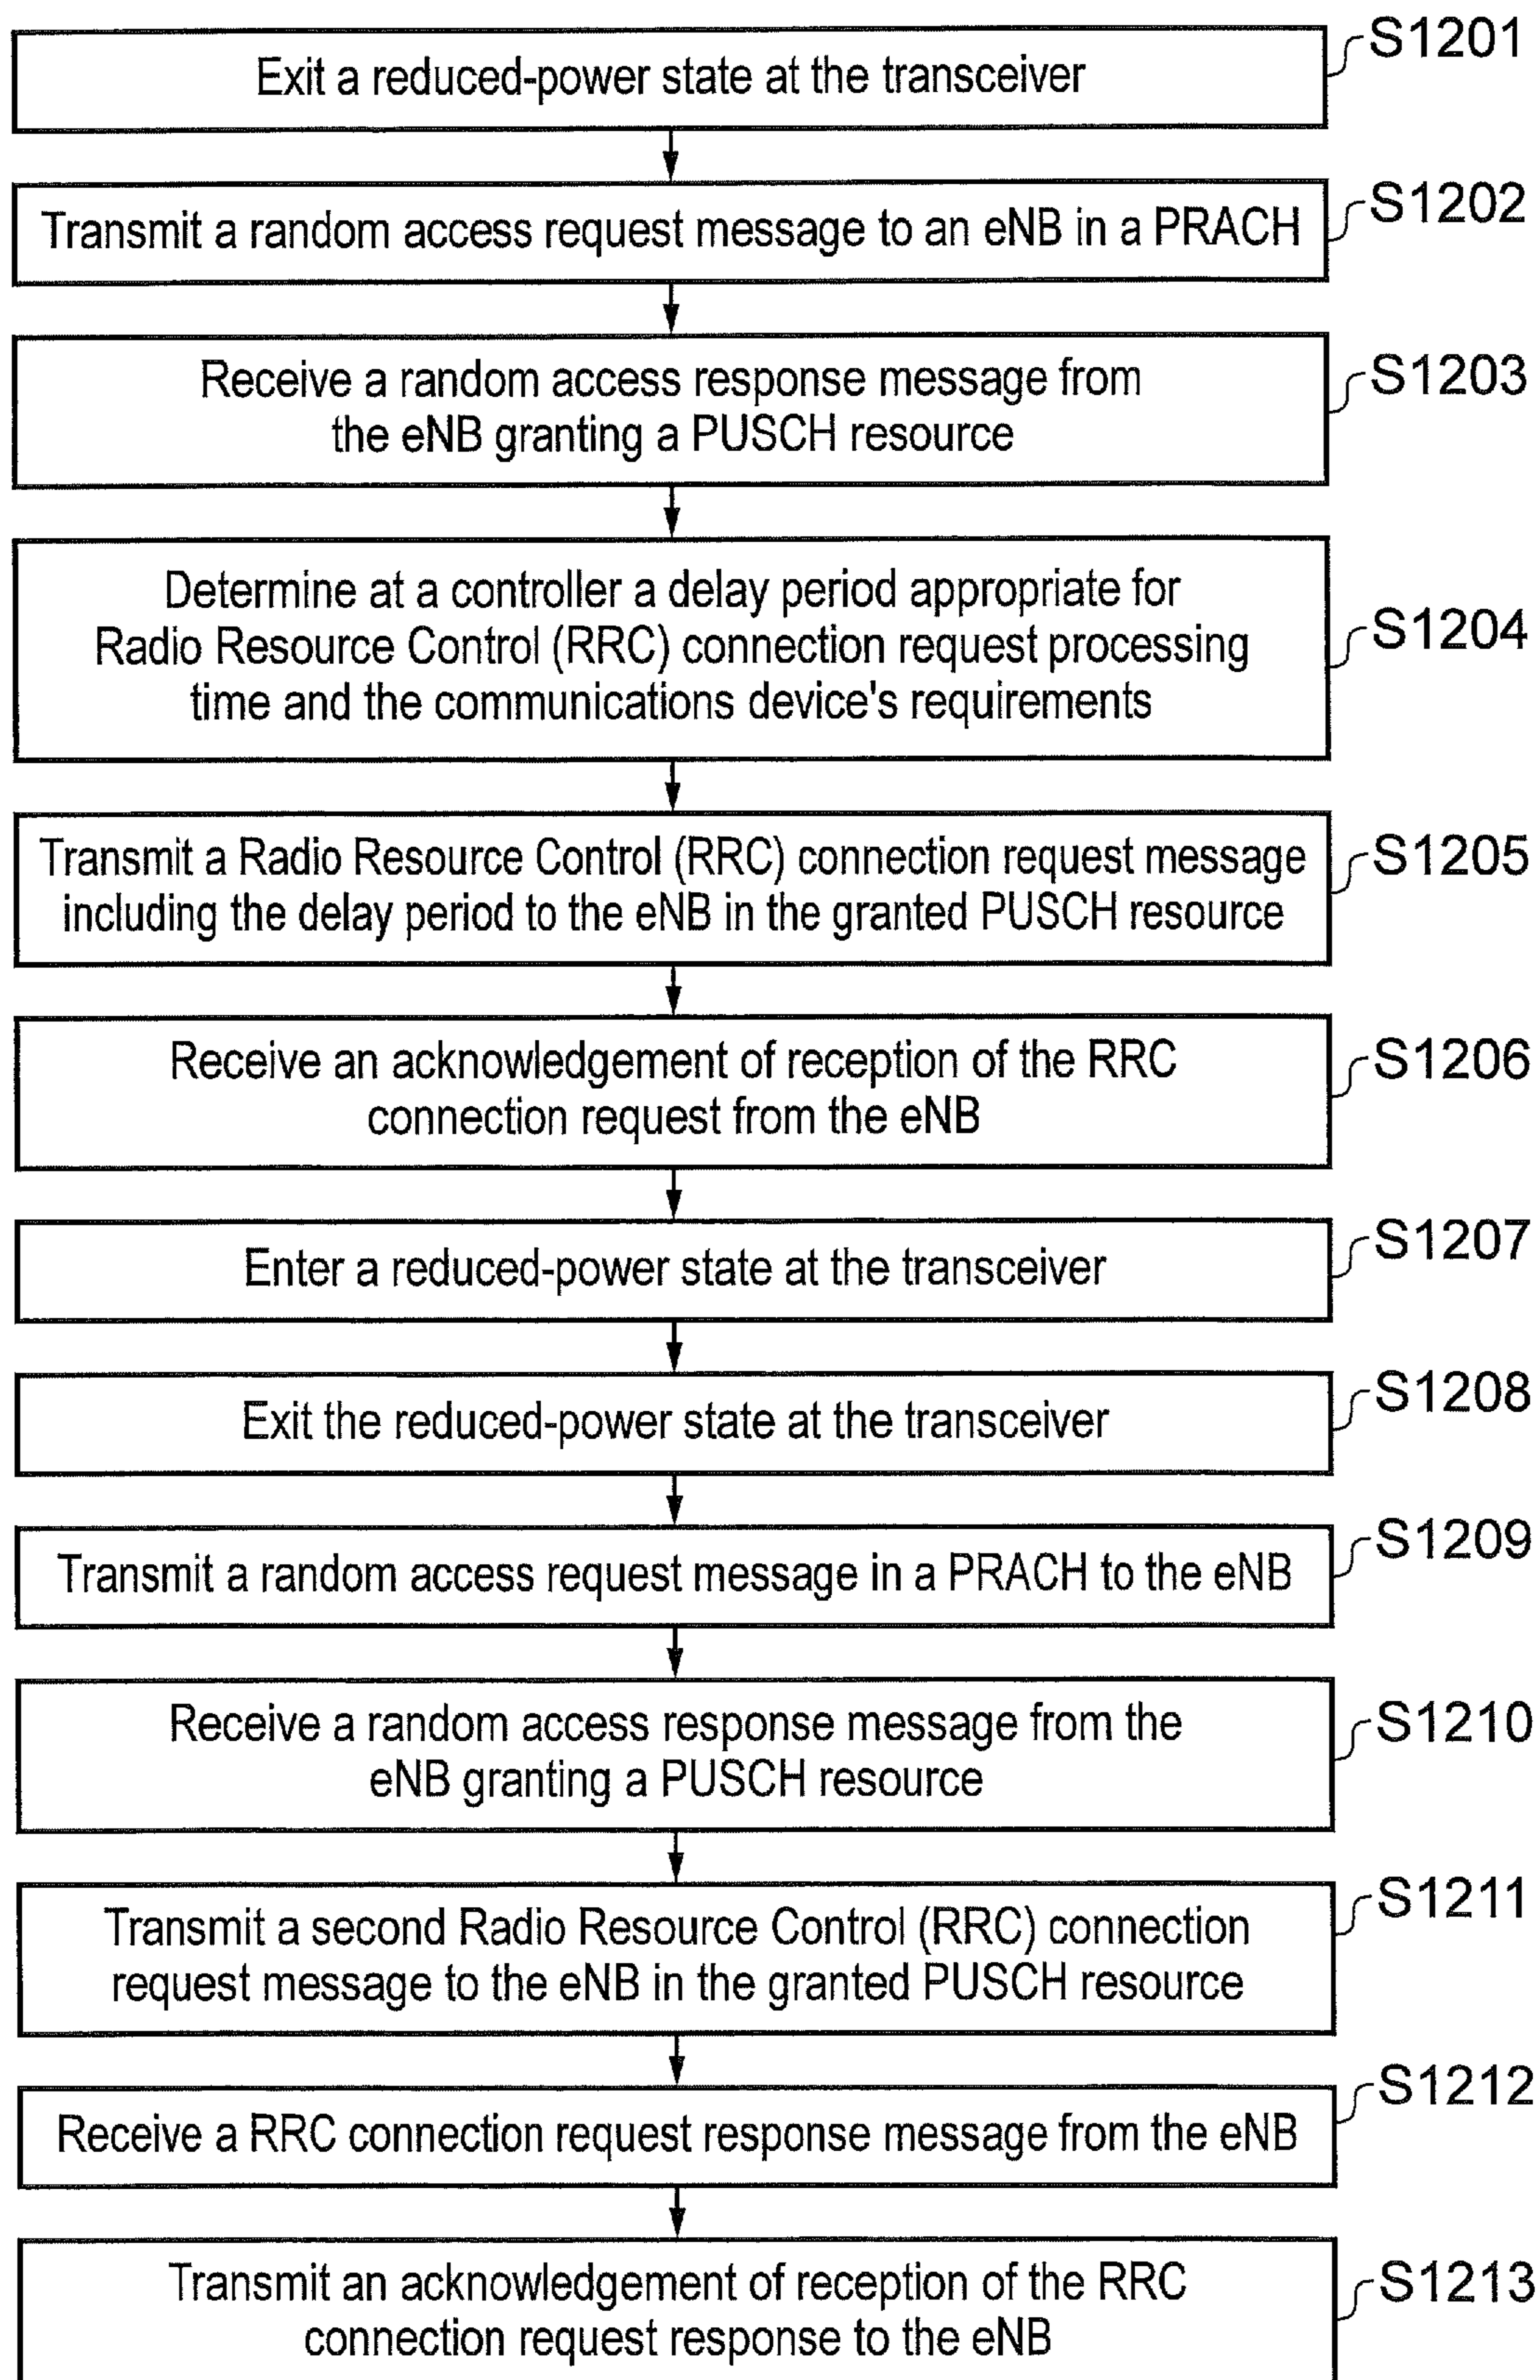 S1201
Exit a reduced-power state at the transceiver
S1202
Transmit a random access request message to an eNB in a PRACH
S1203
Receive a random access response message from
the eNB granting a PUSCH resource
S1204
Determine at a controller a delay period appropriate for
Radio Resource Control (RRC) connection request processing
time and the communications device's requirements
S1205
Transmit a Radio Resource Control (RRC) connection request message
including the delay period to the eNB in the granted PUSCH resource
S1206
Receive an acknowledgement of reception of the RRC
connection request from the eNB
S1207
Enter a reduced-power state at the transceiver
S1208
Exit the reduced-power state at the transceiver
S1209
Transmit a random access request message in a PRACH to the eNB
S1210
Receive a random access response message from the
eNB granting a PUSCH resource
S1211
Transmit a second Radio Resource Control (RRC) connection
request message to the eNB in the granted PUSCH resource
S1212
Receive a RRC connection request response message from the eNB
S1213
Transmit an acknowledgement of reception of the RRC
connection request response to the eNB